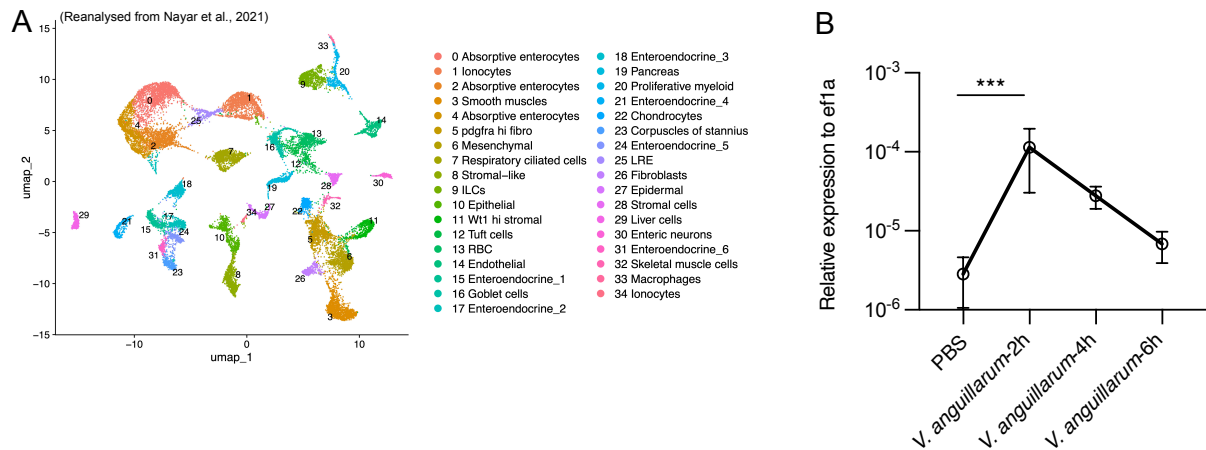 A
(Reanalysed from Nayar et al., 2021)
15
10
5
0
−5
−10
−15
umap_2
−10
0
10
umap_1
33
20
9
0
1
25
4
2
14
13
16
12
7
19
28
30
18
32
27
34
22
29
21
17
15
24
31
23
10
8
5
11
6
26
3
0 Absorptive enterocytes
1 Ionocytes
2 Absorptive enterocytes
3 Smooth muscles
4 Absorptive enterocytes
5 pdgfra hi fibro
6 Mesenchymal
7 Respiratory ciliated cells
8 Stromal−like
9 ILCs
10 Epithelial
11 Wt1 hi stromal
12 Tuft cells
13 RBC
14 Endothelial
15 Enteroendocrine_1
16 Goblet cells
17 Enteroendocrine_2
18 Enteroendocrine_3
19 Pancreas
20 Proliferative myeloid
21 Enteroendocrine_4
22 Chondrocytes
23 Corpuscles of stannius
24 Enteroendocrine_5
25 LRE
26 Fibroblasts
27 Epidermal
28 Stromal cells
29 Liver cells
30 Enteric neurons
31 Enteroendocrine_6
32 Skeletal muscle cells
33 Macrophages
34 Ionocytes
B
Relative expression to ef1a
10-3
10-4
10-5
10-6
***
PBS
V. anguillarum-2h
V. anguillarum-4h
V. anguillarum-6h